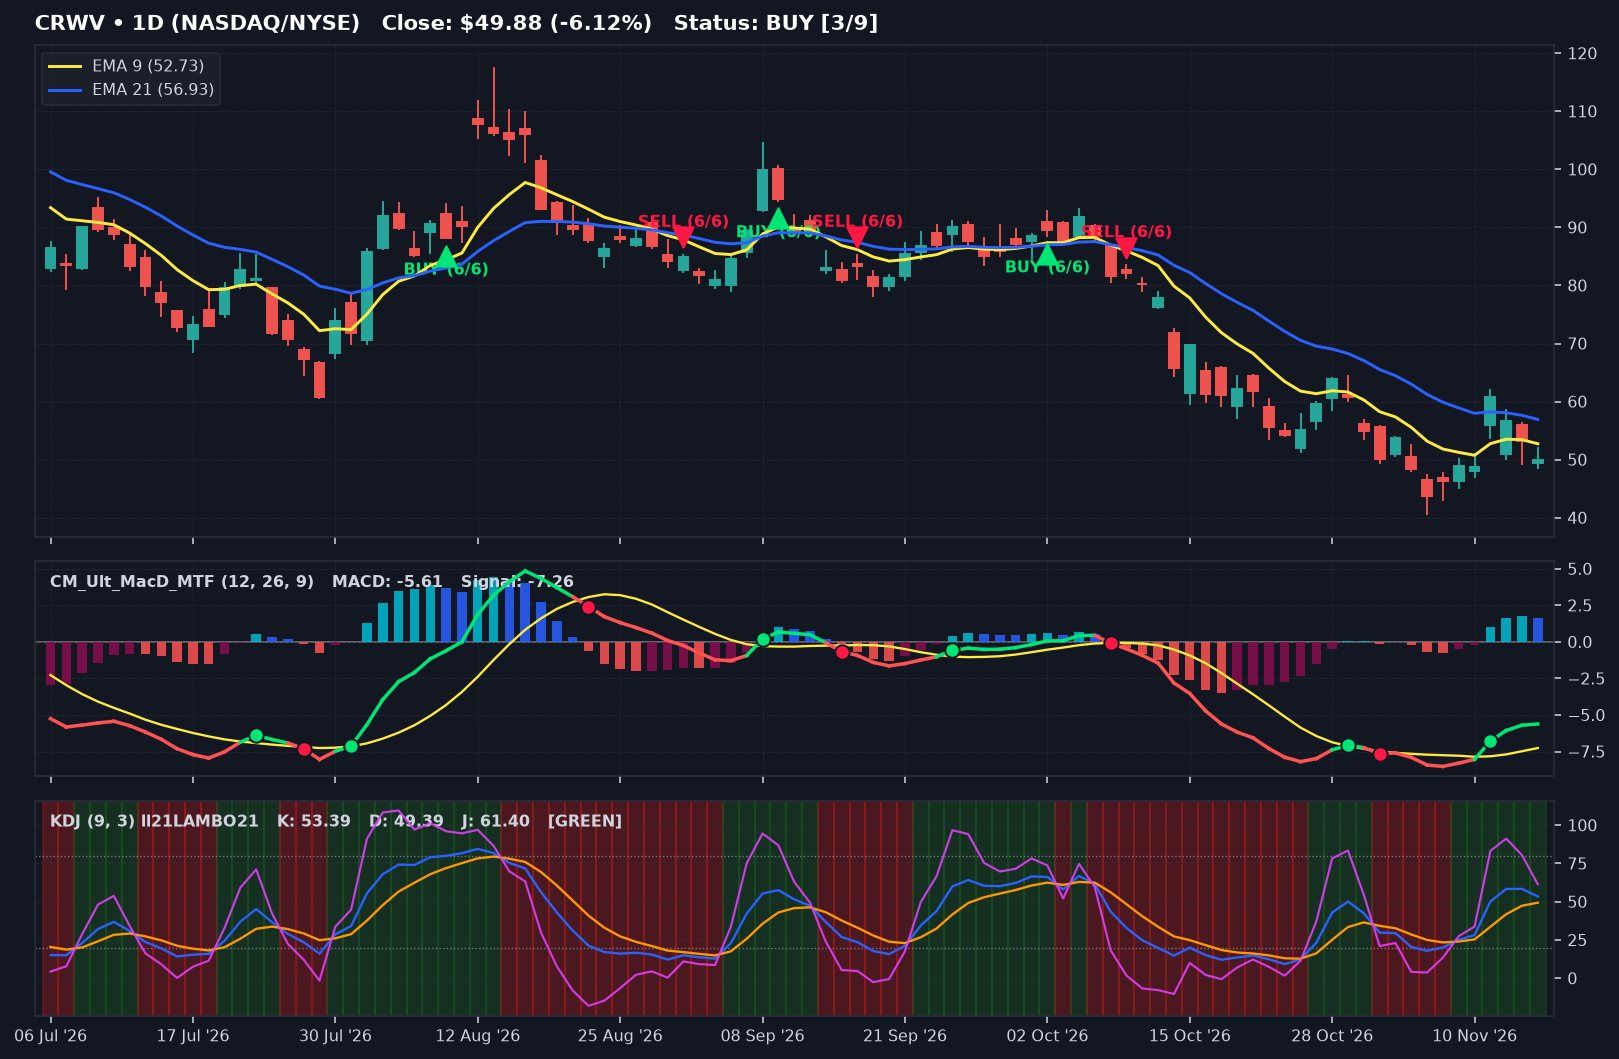 CRWV • 1D (NASDAQ/NYSE)   Close: $49.88 (-6.12%)   Status: BUY [3/9]
EMA 9 (52.73)
EMA 21 (56.93)
120
110
100
90
80
70
60
50
40
BUY (6/6)
SELL (6/6)
BUY (6/6)
SELL (6/6)
BUY (6/6)
SELL (6/6)
CM_Ult_MacD_MTF (12, 26, 9)   MACD: -5.61   Signal: -7.26
5.0
2.5
0.0
−2.5
−5.0
−7.5
KDJ (9, 3) II21LAMBO21   K: 53.39   D: 49.39   J: 61.40   [GREEN]
100
75
50
25
0
06 Jul '26
17 Jul '26
30 Jul '26
12 Aug '26
25 Aug '26
08 Sep '26
21 Sep '26
02 Oct '26
15 Oct '26
28 Oct '26
10 Nov '26